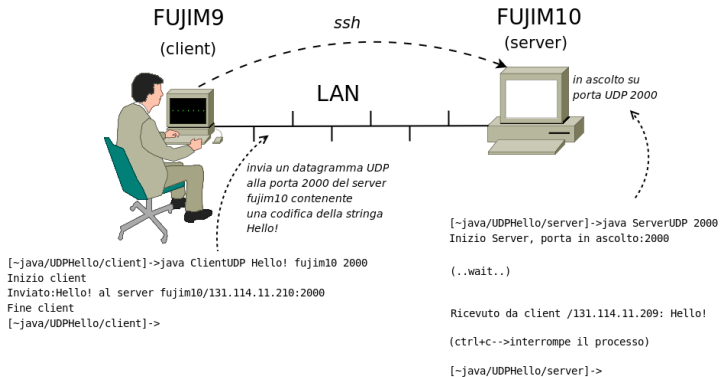 FUJIM9
(client)
ssh
FUJIM10
(server)
LAN
in ascolto su
porta UDP 2000
invia un datagramma UDP
alla porta 2000 del server
fujim10 contenente
una codifica della stringa
Hello!
[~java/UDPHello/client]->java ClientUDP Hello! fujim10 2000
Inizio client
Inviato:Hello! al server fujim10/131.114.11.210:2000
Fine client
[~java/UDPHello/client]->
[~java/UDPHello/server]->java ServerUDP 2000
Inizio Server, porta in ascolto:2000
(..wait..)
Ricevuto da client /131.114.11.209: Hello!
(ctrl+c-->interrompe il processo)
[~java/UDPHello/server]->